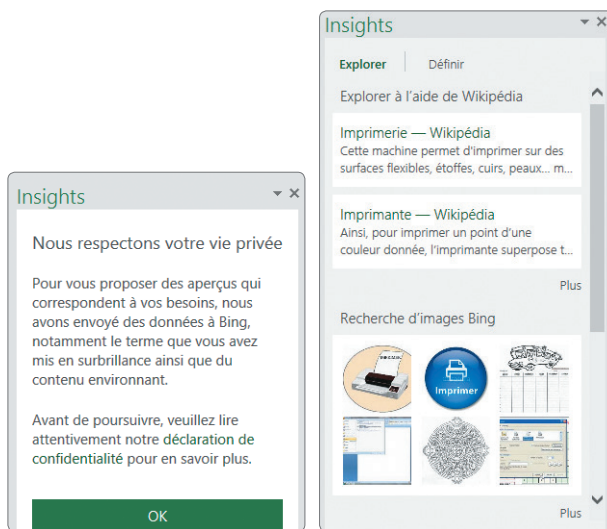 Insights
Nous respectons votre vie privée
Pour vous proposer des aperçus qui
correspondent à vos besoins, nous
avons envoyé des données à Bing,
notamment le terme que vous avez
mis en surbrillance ainsi que du
contenu environnant.
Avant de poursuivre, veuillez lire
attentivement notre déclaration de
confidentialité pour en savoir plus.
OK
Insights
Explorer
Définir
Explorer à l'aide de Wikipédia
Imprimerie — Wikipédia
Cette machine permet d'imprimer sur des
surfaces flexibles, étoffes, cuirs, peaux... m...
Imprimante — Wikipédia
Ainsi, pour imprimer un point d'une
couleur donnée, l'imprimante superpose t...
Plus
Recherche d'images Bing
Imprimer
Plus